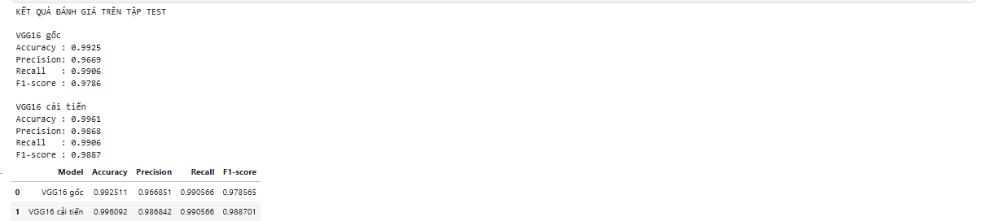 KẾT QUẢ ĐÁNH GIÁ TRÊN TẬP TEST
VGG16 gốc
Accuracy : 0.9925
Precision: 0.9669
Recall   : 0.9906
F1-score : 0.9786
VGG16 cải tiến
Accuracy : 0.9961
Precision: 0.9868
Recall   : 0.9906
F1-score : 0.9887
Model Accuracy Precision Recall F1-score
0 VGG16 gốc 0.992511 0.966851 0.990566 0.978565
1 VGG16 cải tiến 0.996092 0.986842 0.990566 0.988701